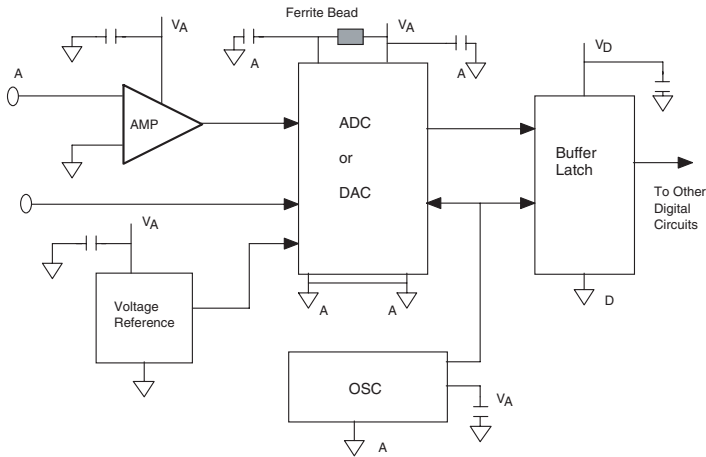 Ferrite Bead
VA
VA
A
A
A
VD
AMP
ADC
or
DAC
Buffer
Latch
To Other
Digital
Circuits
VA
Voltage
Reference
A
A
D
OSC
VA
A